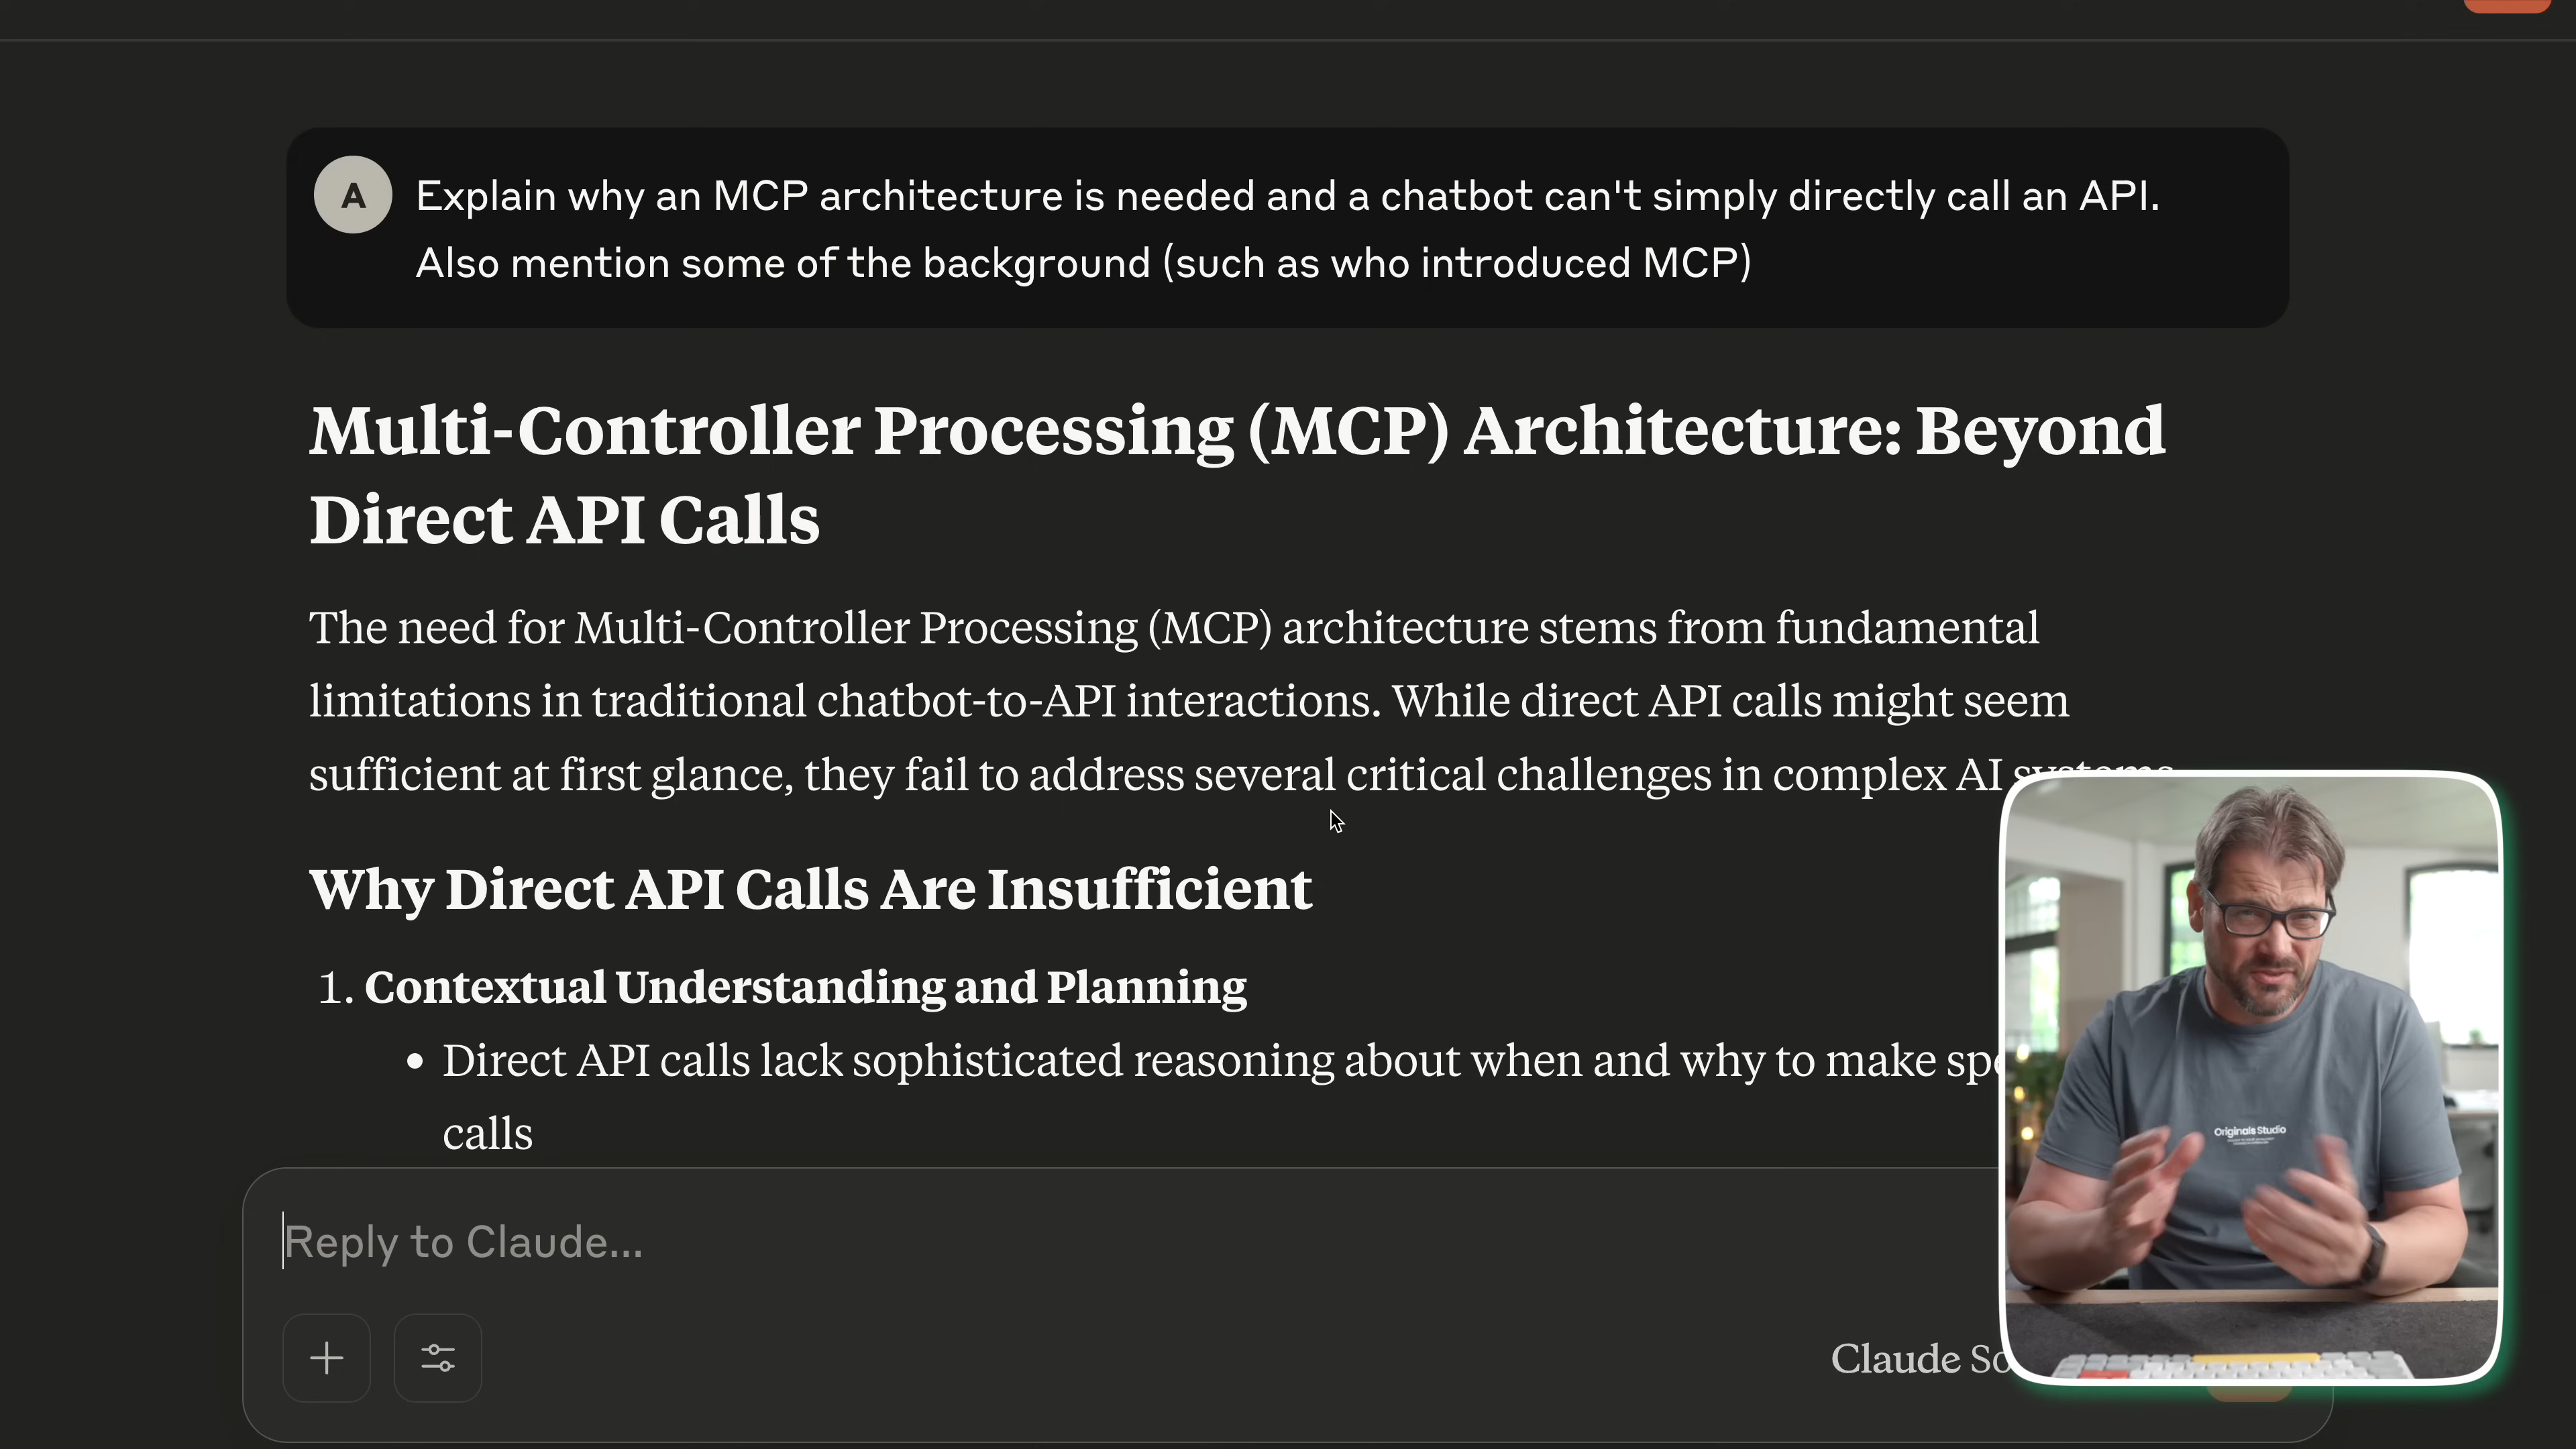 A
Explain why an MCP architecture is needed and a chatbot can't simply directly call an API.
Also mention some of the background (such as who introduced MCP)
Multi-Controller Processing (MCP) Architecture: Beyond
Direct API Calls
The need for Multi-Controller Processing (MCP) architecture stems from fundamental
limitations in traditional chatbot-to-API interactions. While direct API calls might seem
sufficient at first glance, they fail to address several critical challenges in complex AI systems
Why Direct API Calls Are Insufficient
1. Contextual Understanding and Planning
• Direct API calls lack sophisticated reasoning about when and why to make
calls
Originals Studio
Reply to Claude...
Claude